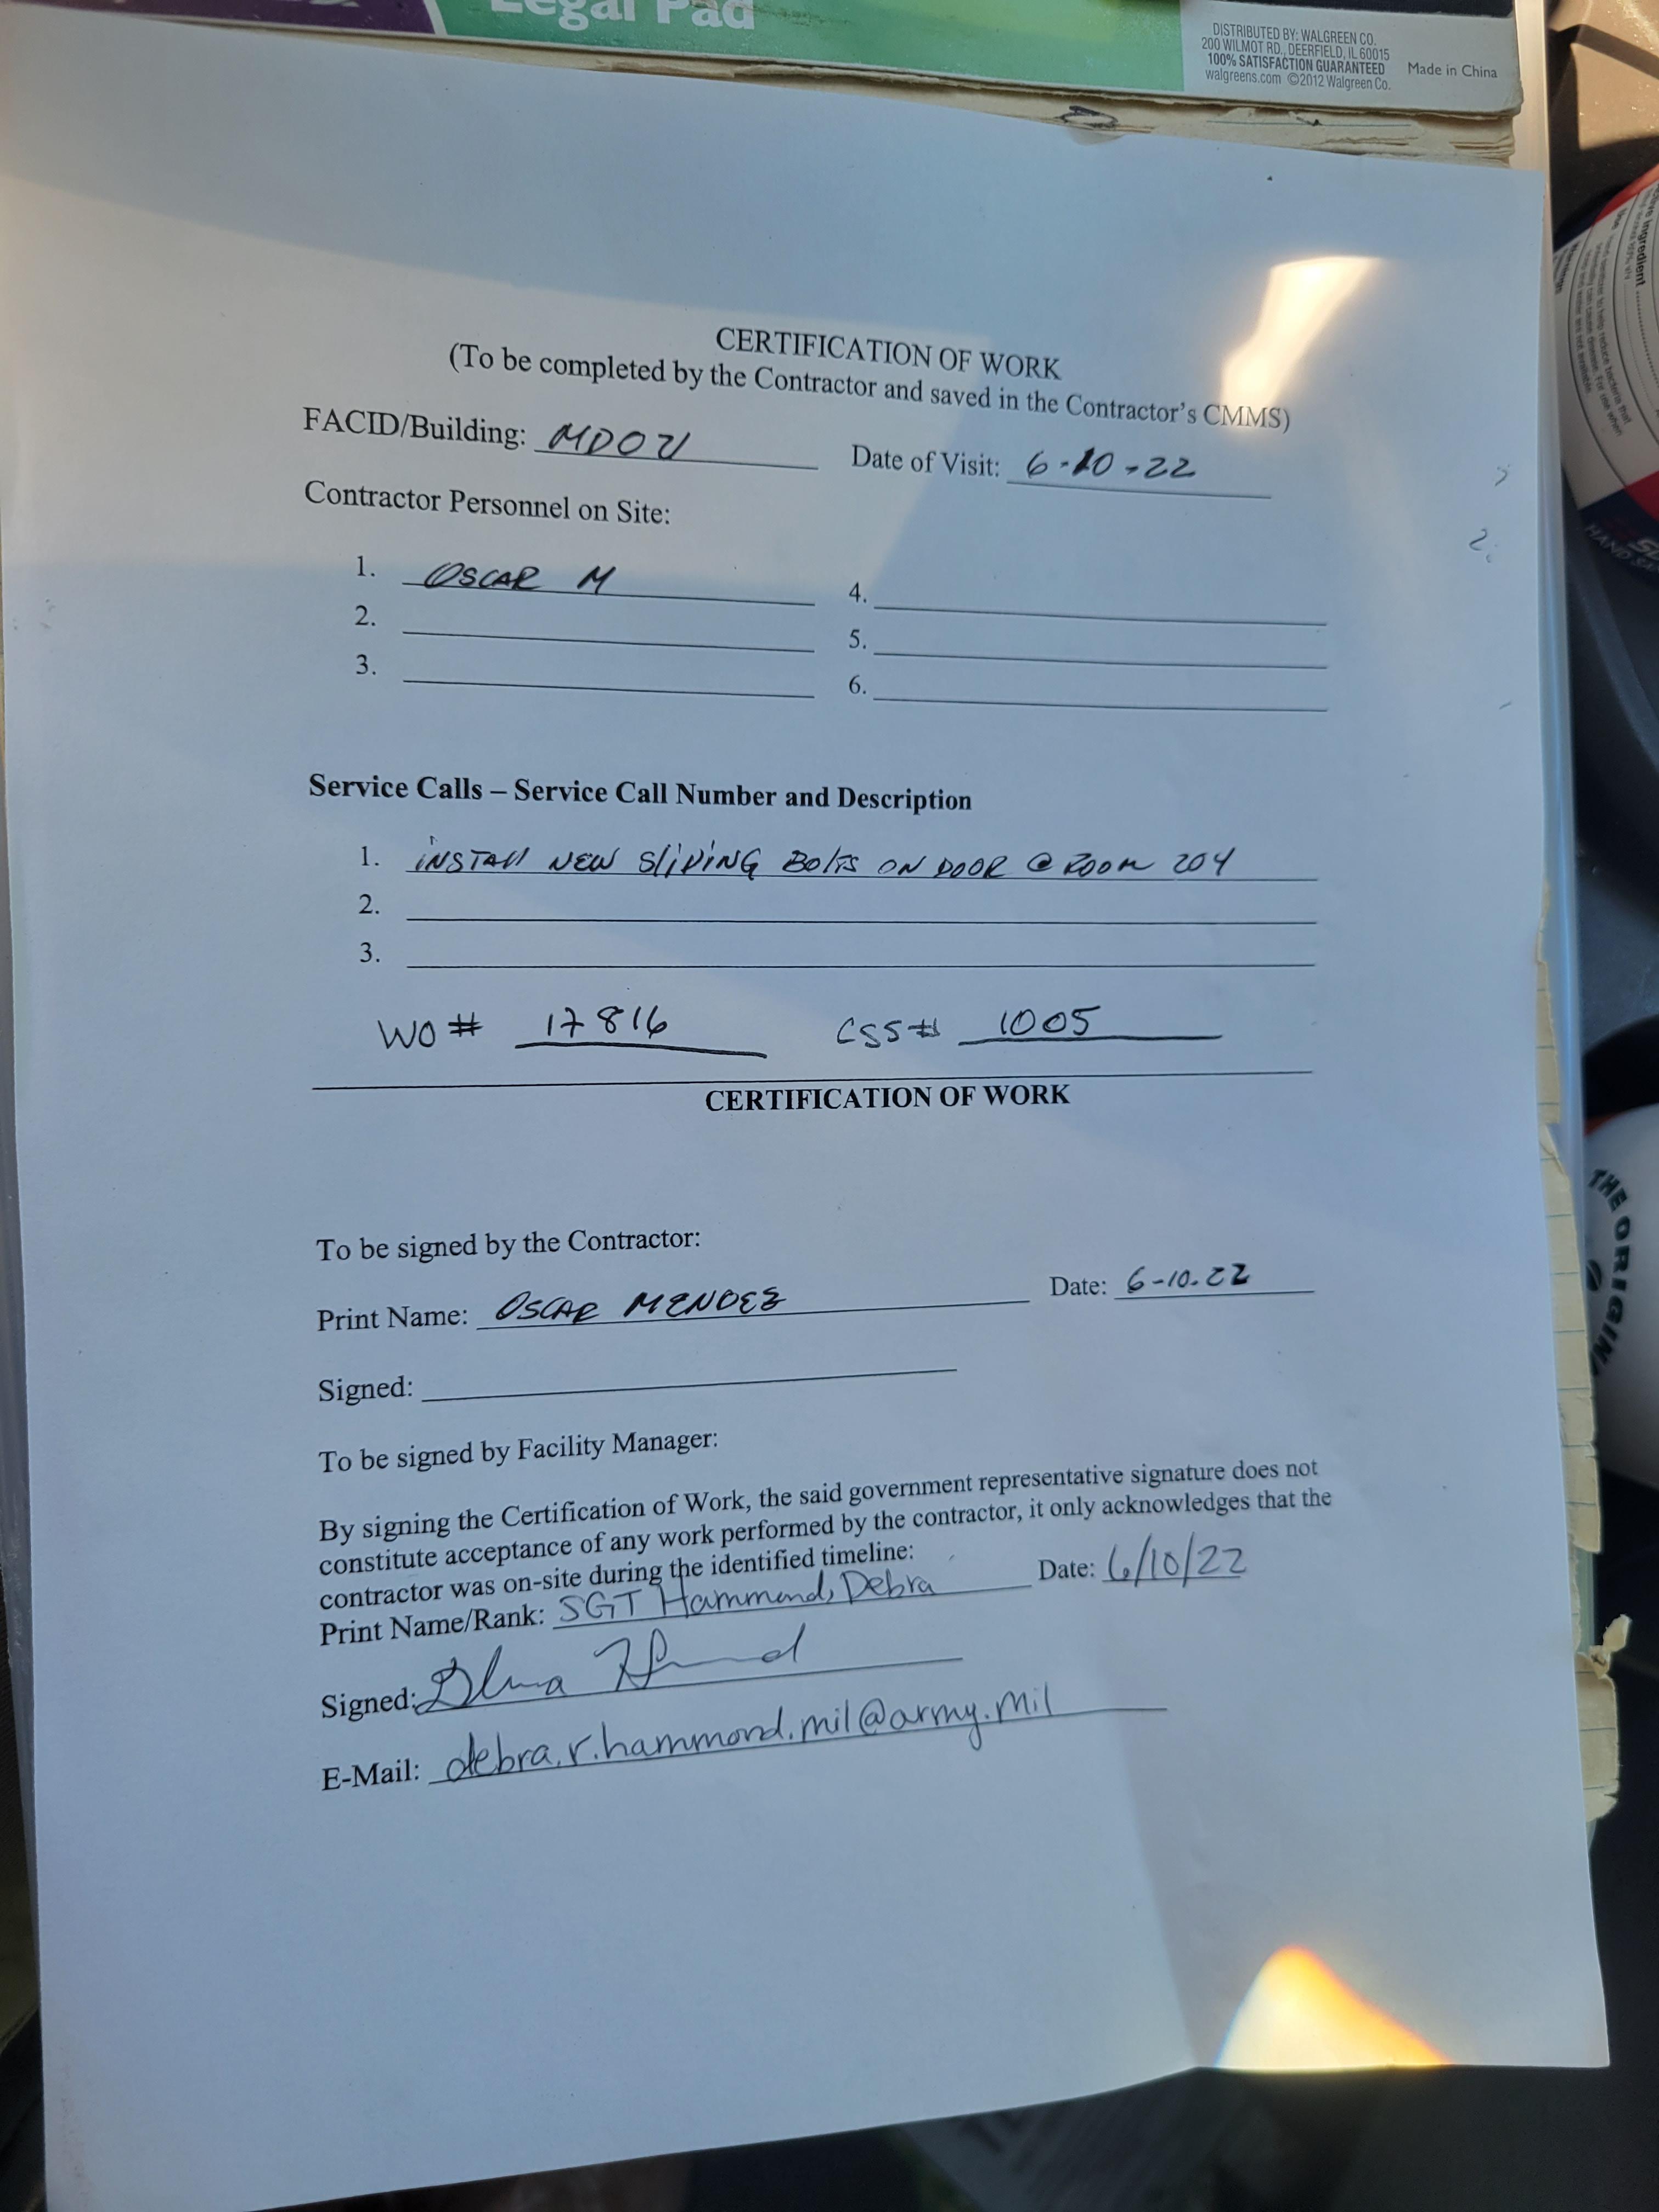 Legal Pad
DISTRIBUTED BY: WALGREEN CO.
200 WILMOT RD., DEERFIELD, IL 60015
100% SATISFACTION GUARANTEED
walgreens.com ©2012 Walgreen Co.
Made in China
CERTIFICATION OF WORK
(To be completed by the Contractor and saved in the Contractor's CMMS)
FACID/Building: MD021 Date of Visit: 6-10-22
Contractor Personnel on Site:
1. OSCAR M 4.
2. 5.
3. 6.
Service Calls – Service Call Number and Description
1. INSTAll NEW SliDiNG BolTS ON DOOR @ ROOM 204
2.
3.
WO # 17816 CSS# 1005
CERTIFICATION OF WORK
To be signed by the Contractor:
Print Name: OSCAR MENDEZ Date: 6-10-22
Signed:
To be signed by Facility Manager:
By signing the Certification of Work, the said government representative signature does not
constitute acceptance of any work performed by the contractor, it only acknowledges that the
contractor was on-site during the identified timeline:
Print Name/Rank: SGT Hammond, Debra Date: 6/10/22
Signed:
E-Mail: debra.r.hammond.mil@army.mil
THE ORIGIN